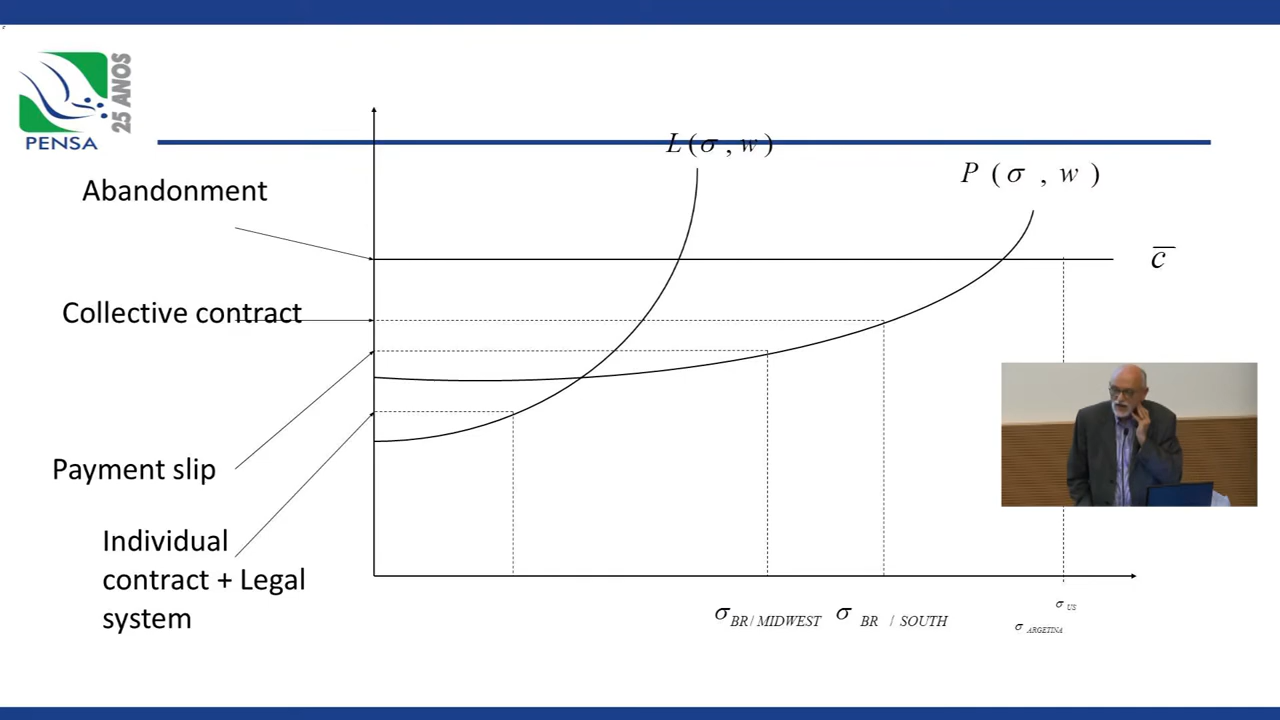 25 ANOS
PENSA
L ( σ , w )
P ( σ , w )
Abandonment
c̅
Collective contract
Payment slip
Individual
contract + Legal
system
σ US
σ BR / MIDWEST σ BR / SOUTH
σ ARGETINA